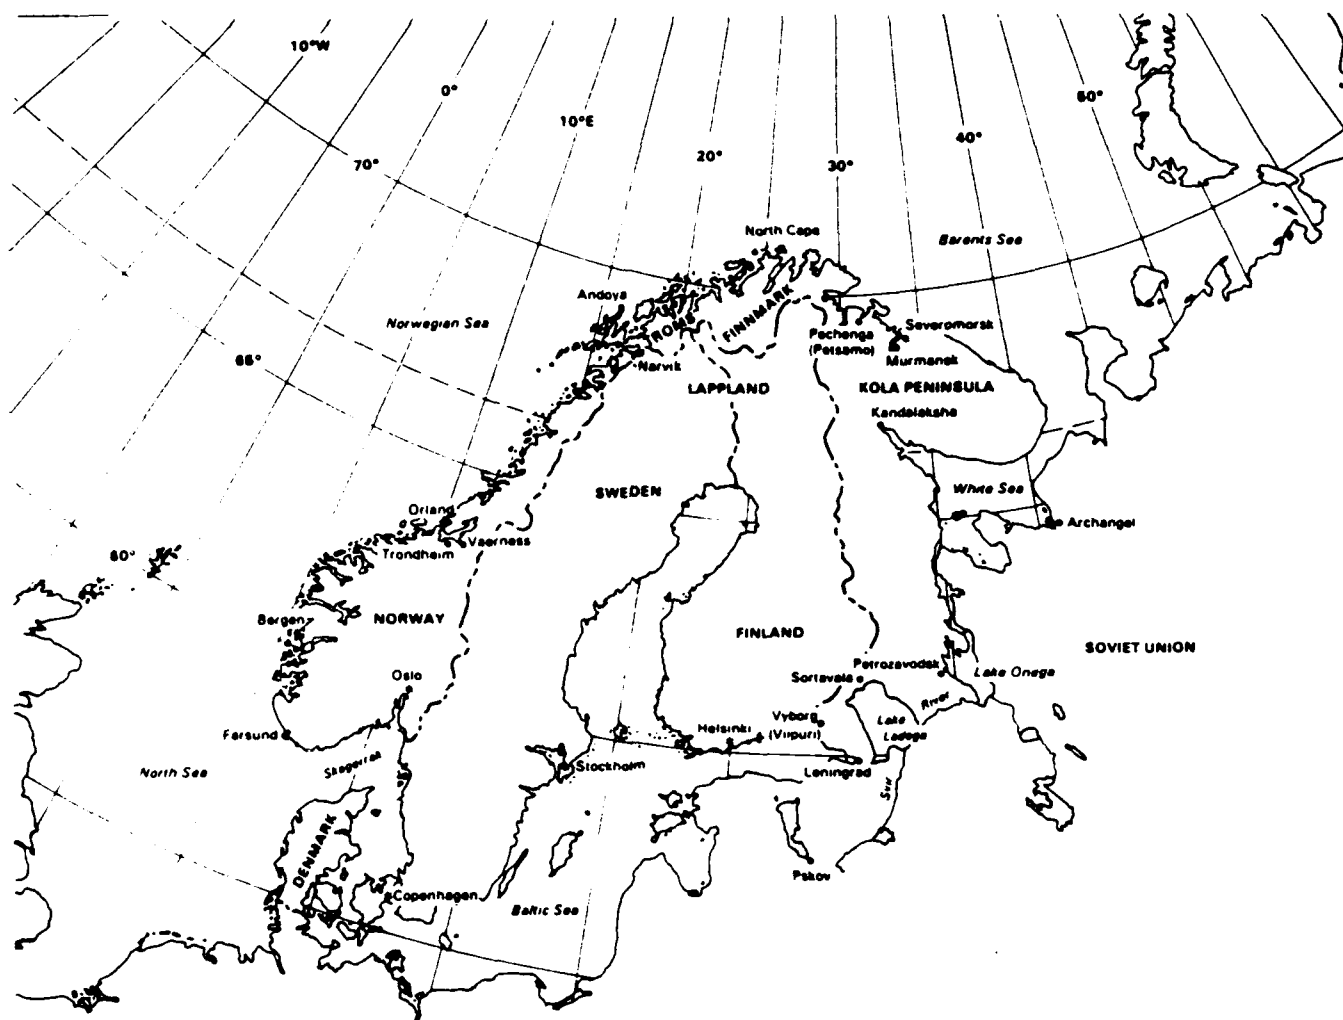 10°W
0°
10°E
20°
30°
40°
50°
70°
65°
60°
North Cape
Barents Sea
Andoya
Norwegian Sea
ROMS
FINNMARK
Severomorsk
Pechenga
(Petsamo)
Murmansk
Narvik
LAPPLAND
KOLA PENINSULA
Kandalaksha
SWEDEN
White Sea
Orland
Archangel
Trondheim
Vaerness
Bergen
NORWAY
FINLAND
SOVIET UNION
Petrozavodsk
Lake Onega
Sortavala
Oslo
River
Vyborg
(Viipuri)
Lake
Ladoga
Helsinki
Farsund
Skagerrak
Stockholm
Leningrad
North Sea
Svir
DENMARK
Pskov
Copenhagen
Baltic Sea